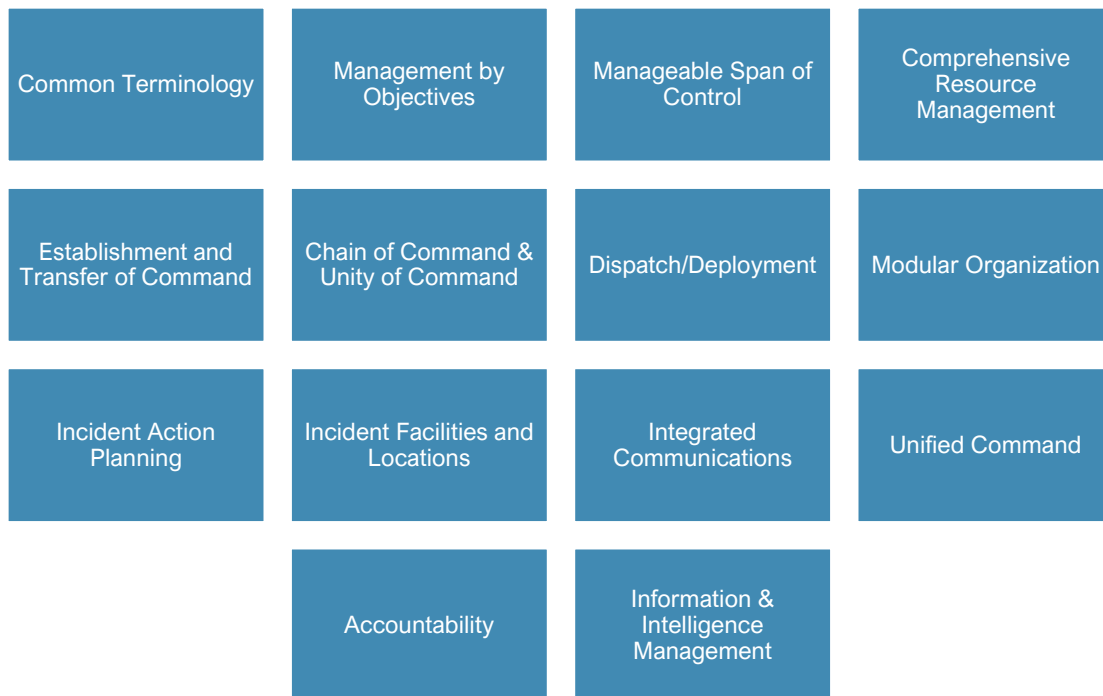 Common Terminology
Management by
Objectives
Manageable Span of
Control
Comprehensive
Resource
Management
Establishment and
Transfer of Command
Chain of Command &
Unity of Command
Dispatch/Deployment
Modular Organization
Incident Action
Planning
Incident Facilities and
Locations
Integrated
Communications
Unified Command
Accountability
Information &
Intelligence
Management